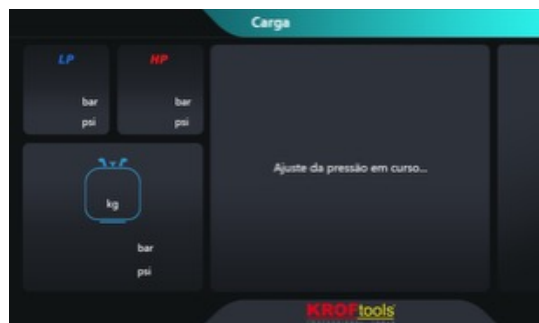 Carga
LP
HP
bar
bar
psi
psi
Ajuste da pressão em curso...
kg
bar
psi
KROFtools